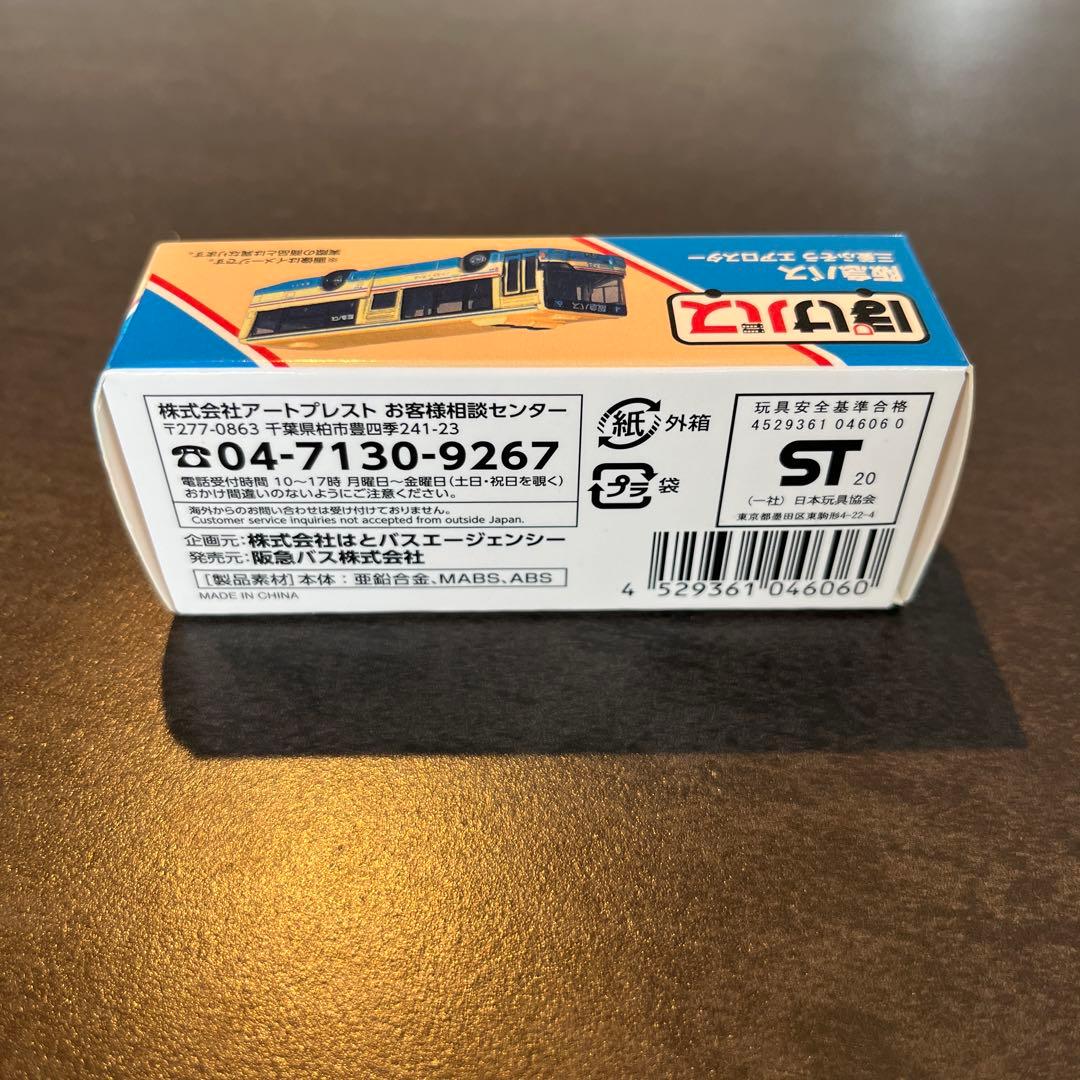 ※画像はイメージです。
実際の商品とは異なります。
阪急バス
阪急バス
阪急バス
三菱ふそう エアロスター
ぽけバス
株式会社アートプレスト お客様相談センター
〒277-0863 千葉県柏市豊四季241-23
☎04-7130-9267
電話受付時間 10～17時 月曜日～金曜日(土日・祝日を覗く)
おかけ間違いのないようにご注意ください。
海外からのお問い合わせは受け付けておりません。
Customer service inquiries not accepted from outside Japan.
企画元：株式会社はとバスエージェンシー
発売元：阪急バス株式会社
[製品素材]本体：亜鉛合金、MABS、ABS
MADE IN CHINA
紙 外箱
プラ 袋
玩具安全基準合格
4529361 046060
ST 20
(一社) 日本玩具協会
東京都墨田区東駒形4-22-4
4 529361 046060